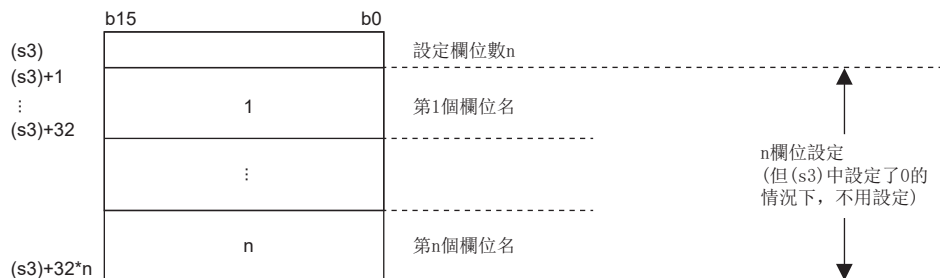 b15 b0
(s3) 設定欄位數n
(s3)+1
⋮ 1 第1個欄位名
(s3)+32
⋮
n欄位設定
(但(s3)中設定了0的
情況下，不用設定)
n 第n個欄位名
(s3)+32*n